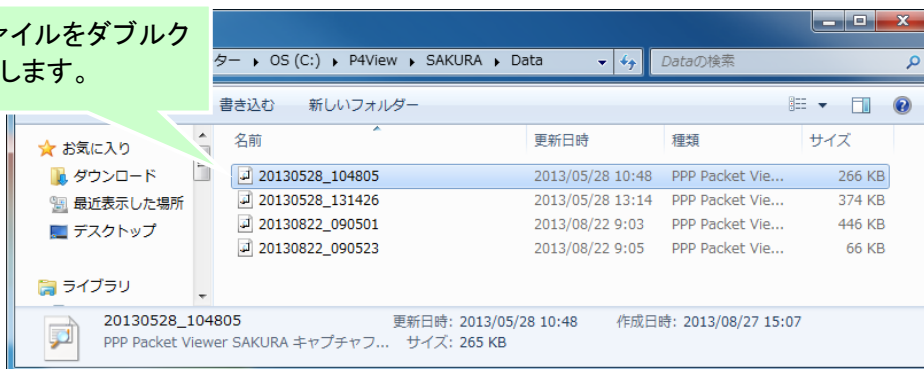 ァイルをダブルク
します。
ター ▸ OS (C:) ▸ P4View ▸ SAKURA ▸ Data
Dataの検索
書き込む 新しいフォルダー
名前 更新日時 種類 サイズ
20130528_104805 2013/05/28 10:48 PPP Packet Vie... 266 KB
20130528_131426 2013/05/28 13:14 PPP Packet Vie... 374 KB
20130822_090501 2013/08/22 9:03 PPP Packet Vie... 446 KB
20130822_090523 2013/08/22 9:05 PPP Packet Vie... 66 KB
お気に入り
ダウンロード
最近表示した場所
デスクトップ
ライブラリ
20130528_104805 更新日時: 2013/05/28 10:48 作成日時: 2013/08/27 15:07
PPP Packet Viewer SAKURA キャプチャフ... サイズ: 265 KB